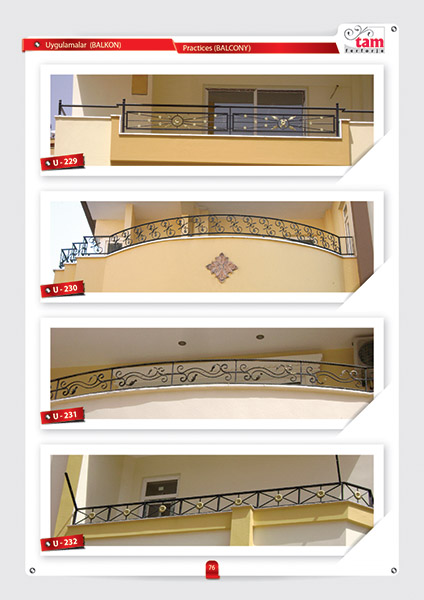 Uygulamalar (BALKON)
Practices (BALCONY)
tam
ferforje
U - 229
U - 230
U - 231
U - 232
76